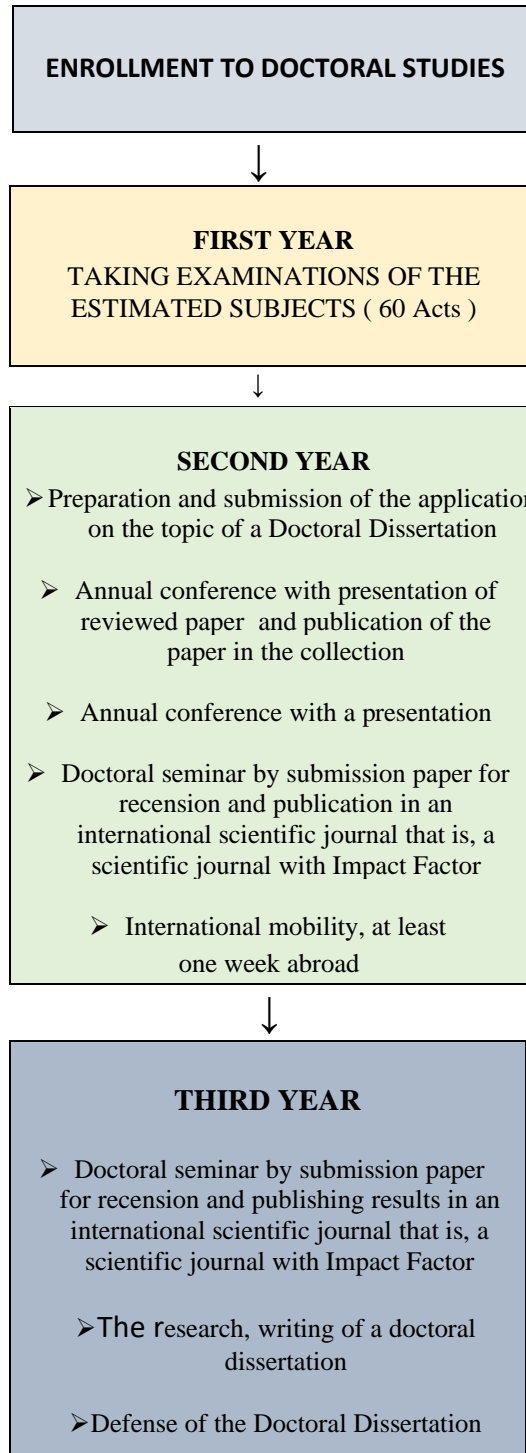 ENROLLMENT TO DOCTORAL STUDIES
↓
FIRST YEAR
TAKING EXAMINATIONS OF THE
ESTIMATED SUBJECTS ( 60 Acts )
↓
SECOND YEAR
➢ Preparation and submission of the application
on the topic of a Doctoral Dissertation
➢ Annual conference with presentation of
reviewed paper and publication of the
paper in the collection
➢ Annual conference with a presentation
➢ Doctoral seminar by submission paper for
recension and publication in an
international scientific journal that is, a
scientific journal with Impact Factor
➢ International mobility, at least
one week abroad
↓
THIRD YEAR
➢ Doctoral seminar by submission paper
for recension and publishing results in an
international scientific journal that is, a
scientific journal with Impact Factor
➢ The research, writing of a doctoral
dissertation
➢ Defense of the Doctoral Dissertation